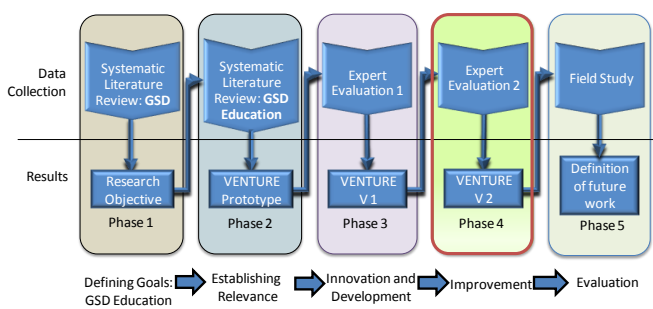 Data
Collection
Systematic
Literature
Review: GSD
Systematic
Literature
Review: GSD
Education
Expert
Evaluation 1
Expert
Evaluation 2
Field Study
Results
Research
Objective
VENTURE
Prototype
VENTURE
V 1
VENTURE
V 2
Definition
of future
work
Phase 1
Phase 2
Phase 3
Phase 4
Phase 5
Defining Goals:
GSD Education
Establishing
Relevance
Innovation and
Development
Improvement
Evaluation